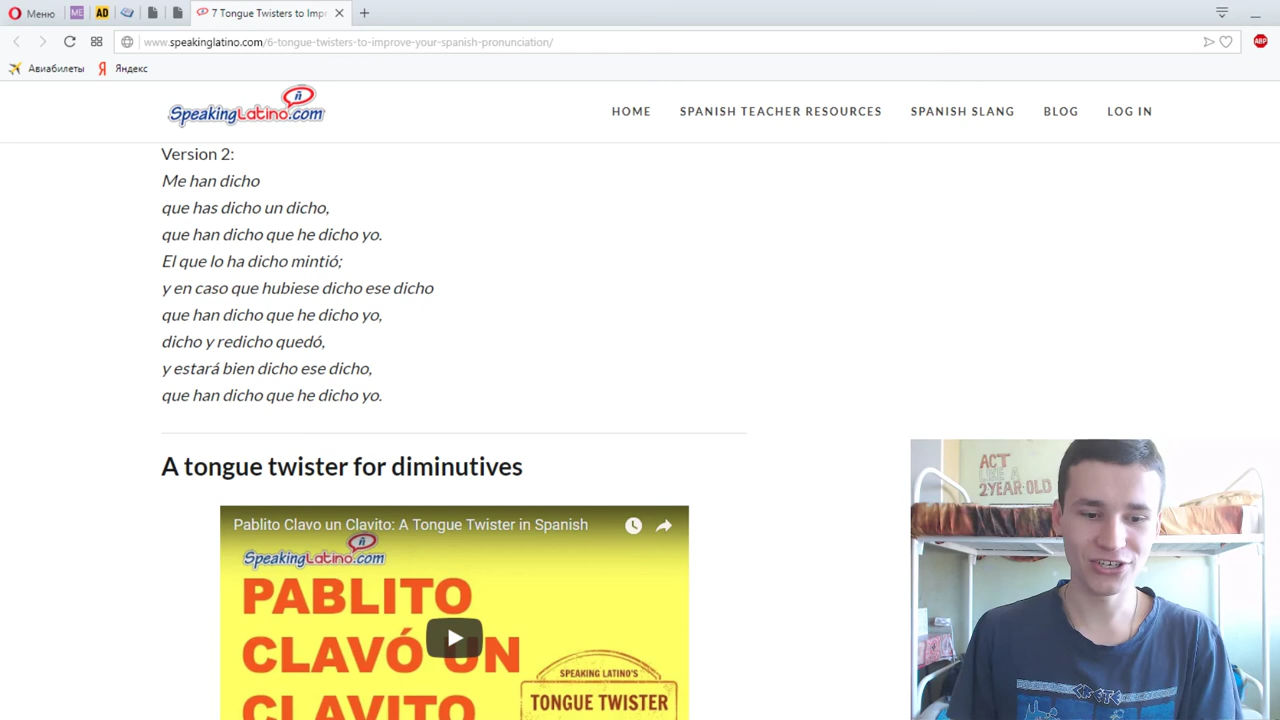 Меню
ME
AD
7 Tongue Twisters to Impr
www.speakinglatino.com/6-tongue-twisters-to-improve-your-spanish-pronunciation/
ABP
Авиабилеты
Я Яндекс
ñ
SpeakingLatino.com
HOME
SPANISH TEACHER RESOURCES
SPANISH SLANG
BLOG
LOG IN
Version 2:
Me han dicho
que has dicho un dicho,
que han dicho que he dicho yo.
El que lo ha dicho mintió;
y en caso que hubiese dicho ese dicho
que han dicho que he dicho yo,
dicho y redicho quedó,
y estará bien dicho ese dicho,
que han dicho que he dicho yo.
A tongue twister for diminutives
Pablito Clavo un Clavito: A Tongue Twister in Spanish
ñ
SpeakingLatino.com
PABLITO
CLAVÓ UN
CLAVITO
SPEAKING LATINO'S
TONGUE TWISTER
ACT
LIKE A
2 YEAR OLD